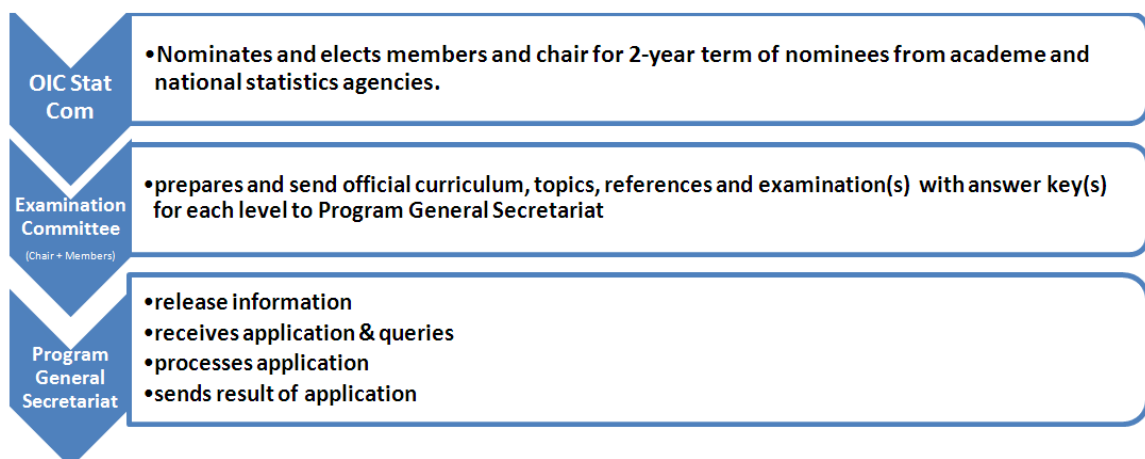 OIC Stat
Com
•Nominates and elects members and chair for 2-year term of nominees from academe and
national statistics agencies.
Examination
Committee
(Chair + Members)
•prepares and send official curriculum, topics, references and examination(s) with answer key(s)
for each level to Program General Secretariat
Program
General
Secretariat
•release information
•receives application & queries
•processes application
•sends result of application